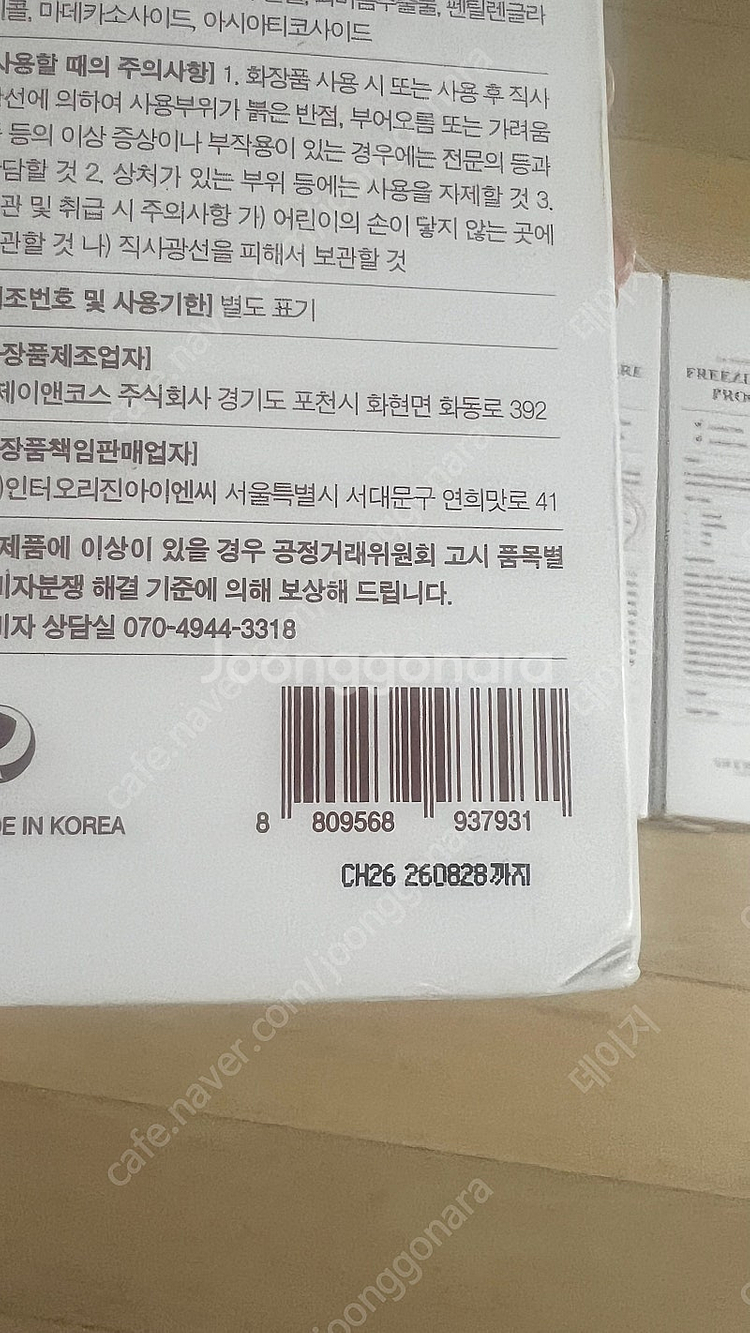 콜, 마데카소사이드, 아시아티코사이드
사용할 때의 주의사항] 1. 화장품 사용 시 또는 사용 후 직사
선에 의하여 사용부위가 붉은 반점, 부어오름 또는 가려움
등의 이상 증상이나 부작용이 있는 경우에는 전문의 등과
담할 것 2. 상처가 있는 부위 등에는 사용을 자제할 것 3.
관 및 취급 시 주의사항 가) 어린이의 손이 닿지 않는 곳에
관할 것 나) 직사광선을 피해서 보관할 것
조번호 및 사용기한] 별도 표기
장품제조업자]
제이앤코스 주식회사 경기도 포천시 화현면 화동로 392
장품책임판매업자]
)인터오리진아이엔씨 서울특별시 서대문구 연희맛로 41
제품에 이상이 있을 경우 공정거래위원회 고시 품목별
비자분쟁 해결 기준에 의해 보상해 드립니다.
비자 상담실 070-4944-3318
Joonggonara
DE IN KOREA
8 809568 937931
CH26 260828까지
cafe.naver.com/joonggonara
데이지